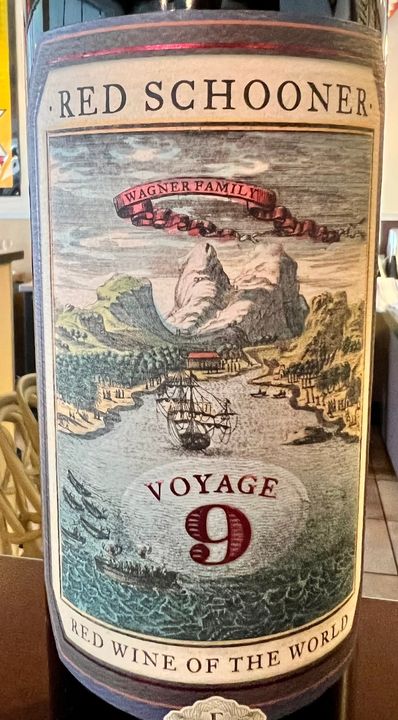 · RED SCHOONER ·
WAGNER FAMILY
VOYAGE
9
RED WINE OF THE WORLD